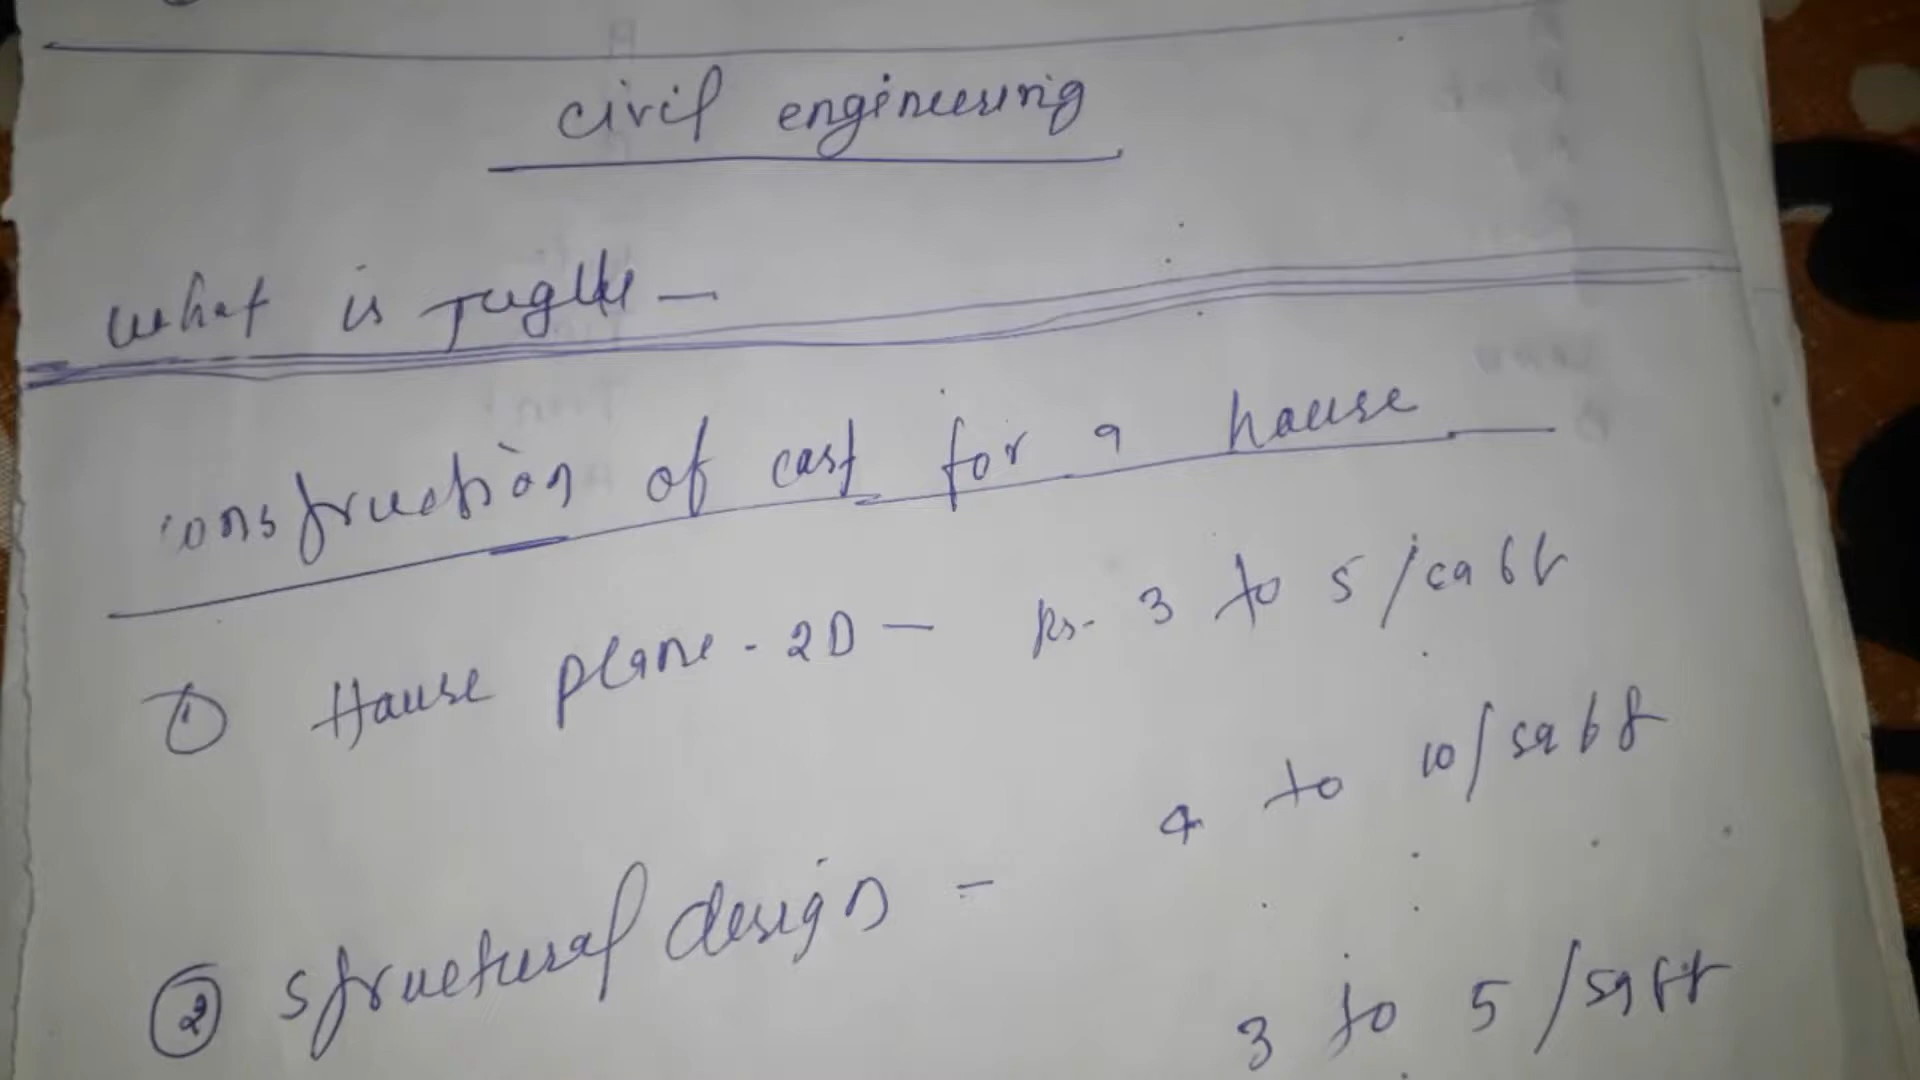 civil engineering
what is
construction of cast for a hause
① Hause plane - 2D - Rs- 3 to 5 /sqft
4 to 10/sqft
② structural design -
3 to 5 /sqft